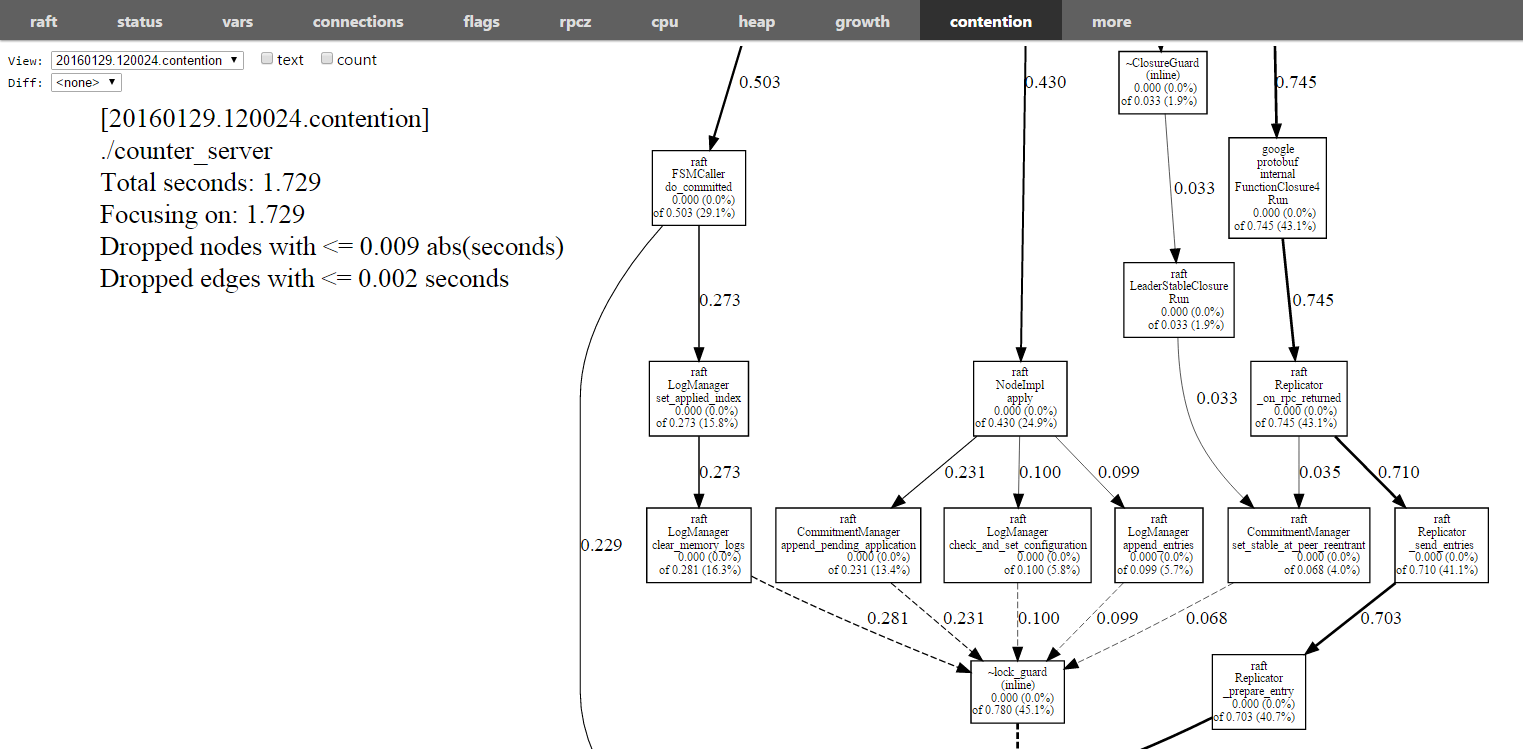 raft status vars connections flags rpcz cpu heap growth contention more
View: 20160129.120024.contention ▼ text count
Diff: <none> ▼
[20160129.120024.contention]
./counter_server
Total seconds: 1.729
Focusing on: 1.729
Dropped nodes with <= 0.009 abs(seconds)
Dropped edges with <= 0.002 seconds
0.503
0.430
~ClosureGuard
(inline)
0.000 (0.0%)
of 0.033 (1.9%)
0.745
raft
FSMCaller
do_committed
0.000 (0.0%)
of 0.503 (29.1%)
0.033
google
protobuf
internal
FunctionClosure4
Run
0.000 (0.0%)
of 0.745 (43.1%)
0.273
raft
LeaderStableClosure
Run
0.000 (0.0%)
of 0.033 (1.9%)
0.745
raft
LogManager
set_applied_index
0.000 (0.0%)
of 0.273 (15.8%)
raft
NodeImpl
apply
0.000 (0.0%)
of 0.430 (24.9%)
0.033
raft
Replicator
_on_rpc_returned
0.000 (0.0%)
of 0.745 (43.1%)
0.273
0.231
0.100
0.099
0.035
0.710
0.229
raft
LogManager
clear_memory_logs
0.000 (0.0%)
of 0.281 (16.3%)
raft
CommitmentManager
append_pending_application
0.000 (0.0%)
of 0.231 (13.4%)
raft
LogManager
check_and_set_configuration
0.000 (0.0%)
of 0.100 (5.8%)
raft
LogManager
append_entries
0.000 (0.0%)
of 0.099 (5.7%)
raft
CommitmentManager
set_stable_at_peer_reentrant
0.000 (0.0%)
of 0.068 (4.0%)
raft
Replicator
_send_entries
0.000 (0.0%)
of 0.710 (41.1%)
0.281
0.231
0.100
0.099
0.068
0.703
~lock_guard
(inline)
0.000 (0.0%)
of 0.780 (45.1%)
raft
Replicator
_prepare_entry
0.000 (0.0%)
of 0.703 (40.7%)